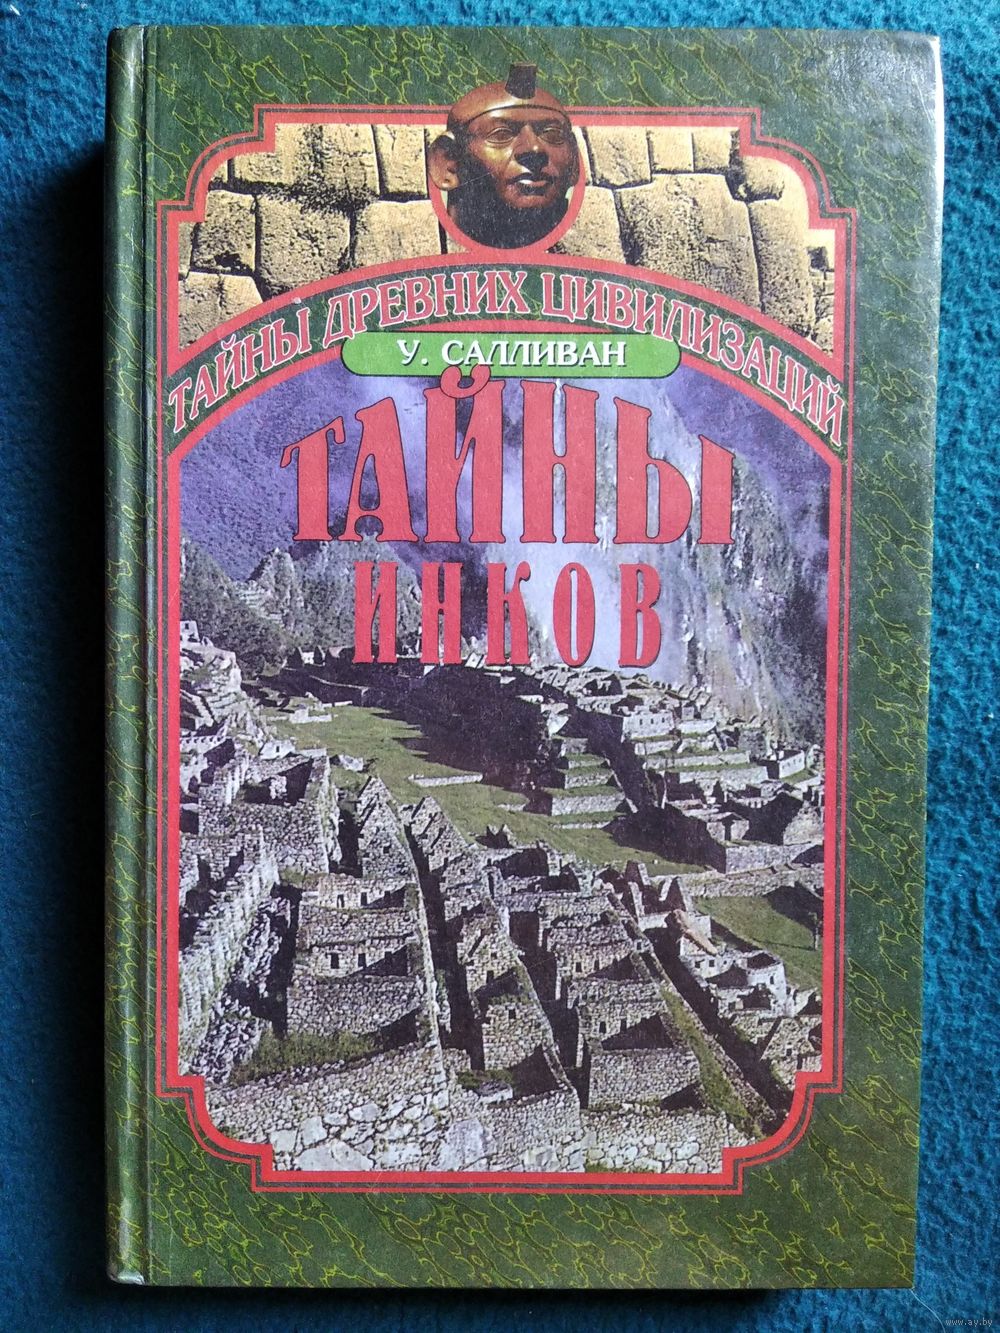 ТАЙНЫ ДРЕВНИХ ЦИВИЛИЗАЦИЙ
У. САЛЛИВАН
ТАЙНЫ
ИНКОВ
www.ay.by